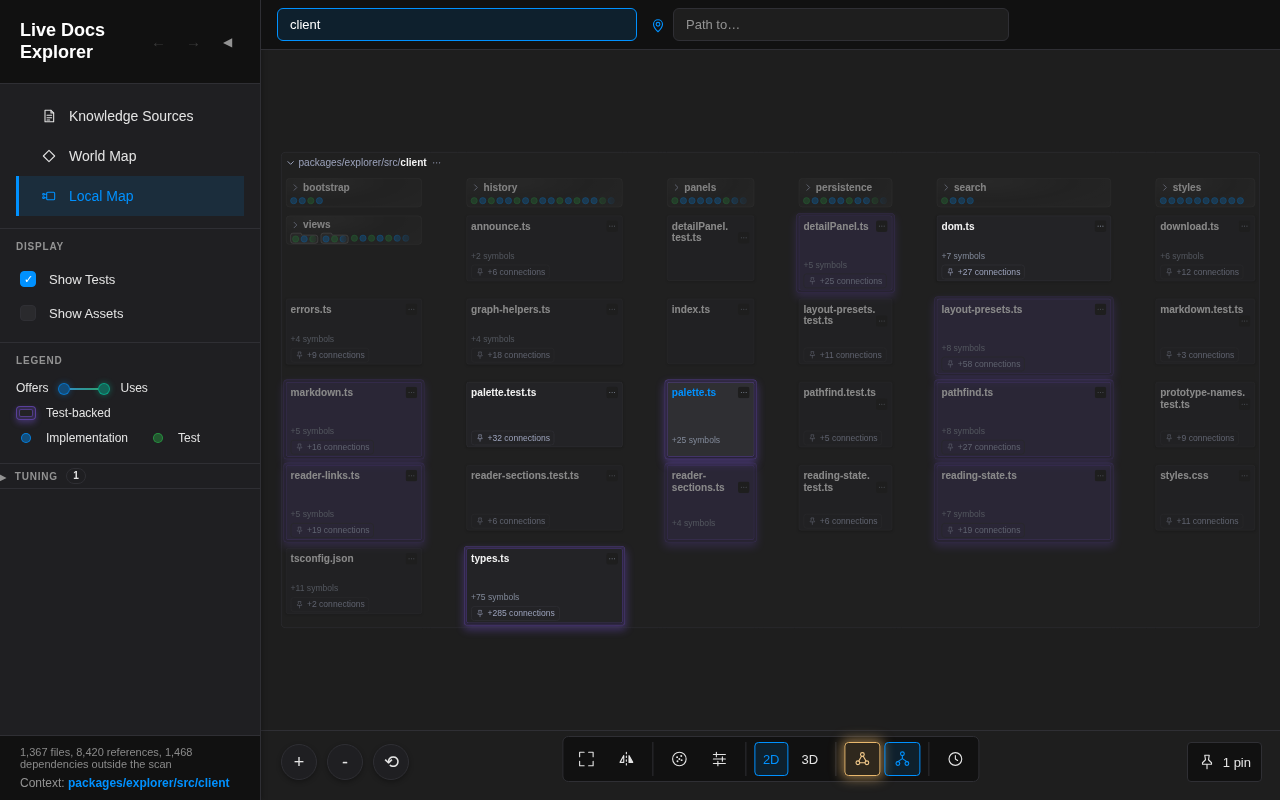 Live Docs
Explorer
← → ◀
client
Path to…
Knowledge Sources
World Map
Local Map
DISPLAY
Show Tests
Show Assets
LEGEND
Offers Uses
Test-backed
Implementation Test
TUNING 1
1,367 files, 8,420 references, 1,468
dependencies outside the scan
Context: packages/explorer/src/client
packages/explorer/src/client ···
bootstrap
history
panels
persistence
search
styles
views
announce.ts ···
+2 symbols
+6 connections
detailPanel.
test.ts ···
detailPanel.ts ···
+5 symbols
+25 connections
dom.ts ···
+7 symbols
+27 connections
download.ts ···
+6 symbols
+12 connections
errors.ts ···
+4 symbols
+9 connections
graph-helpers.ts ···
+4 symbols
+18 connections
index.ts ···
layout-presets.
test.ts ···
+11 connections
layout-presets.ts ···
+8 symbols
+58 connections
markdown.test.ts ···
+3 connections
markdown.ts ···
+5 symbols
+16 connections
palette.test.ts ···
+32 connections
palette.ts ···
+25 symbols
pathfind.test.ts ···
+5 connections
pathfind.ts ···
+8 symbols
+27 connections
prototype-names.
test.ts ···
+9 connections
reader-links.ts ···
+5 symbols
+19 connections
reader-sections.test.ts ···
+6 connections
reader-
sections.ts ···
+4 symbols
reading-state.
test.ts ···
+6 connections
reading-state.ts ···
+7 symbols
+19 connections
styles.css ···
+11 connections
tsconfig.json ···
+11 symbols
+2 connections
types.ts ···
+75 symbols
+285 connections
+ - ⟲
2D 3D
1 pin